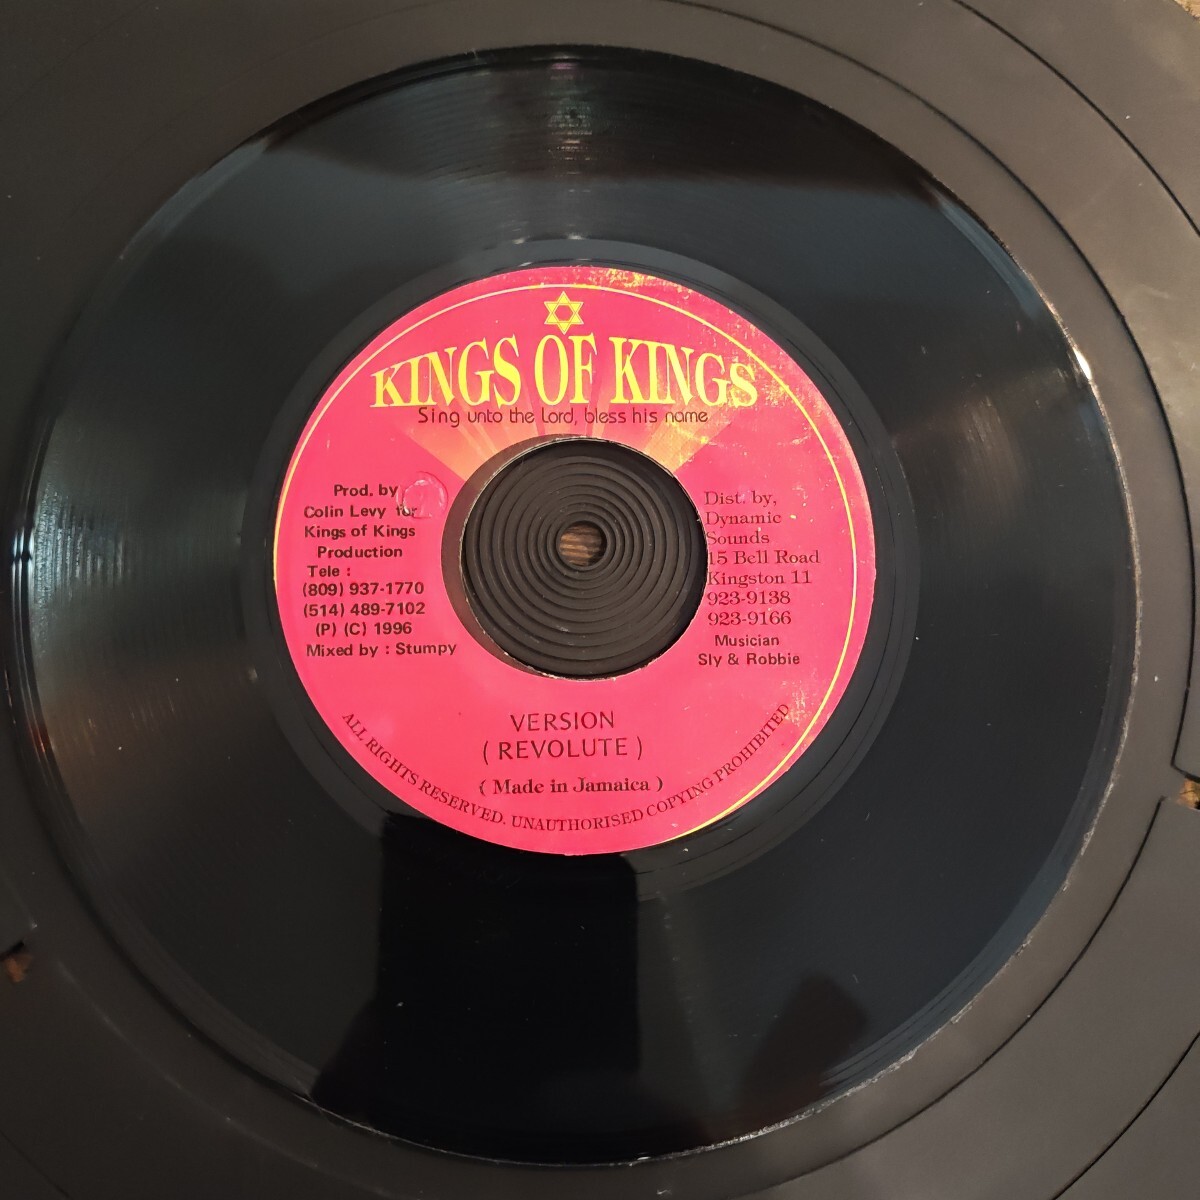 KINGS OF KINGS
Sing unto the Lord, bless his name
Prod. by
Colin Levy for
Kings of Kings
Production
Tele :
(809) 937-1770
(514) 489-7102
(P) (C) 1996
Mixed by : Stumpy
Dist. by,
Dynamic
Sounds
15 Bell Road
Kingston 11
923-9138
923-9166
Musician
Sly & Robbie
VERSION
( REVOLUTE )
( Made in Jamaica )
ALL RIGHTS RESERVED. UNAUTHORISED COPYING PROHIBITED